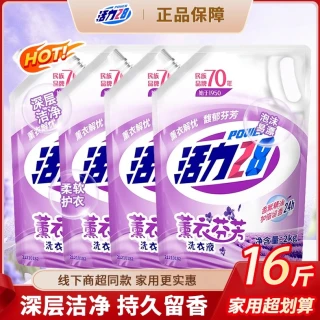 活力28 正品保障
HOT!
深层洁净
民族品牌 70年
始于1950
薰衣解忧 馥郁芬芳
泡沫易漂
POWER
活力28
柔软护衣
薰衣芬芳
洗衣液
净含量:2kg
16斤
线下商超同款 家用更实惠
深层洁净 持久留香
家用超划算